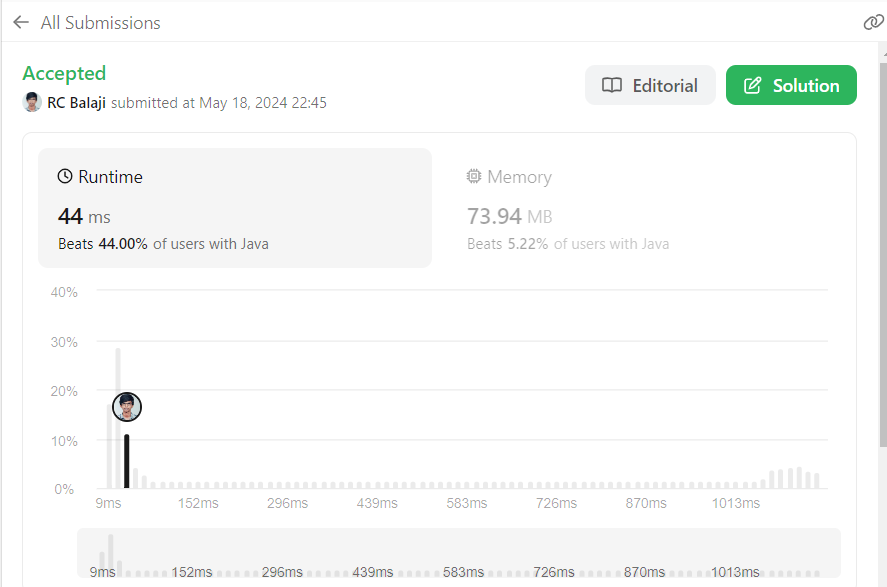 All Submissions
Accepted
RC Balaji submitted at May 18, 2024 22:45
Editorial
Solution
Runtime
44 ms
Beats 44.00% of users with Java
Memory
73.94 MB
Beats 5.22% of users with Java
40%
30%
20%
10%
0%
9ms 152ms 296ms 439ms 583ms 726ms 870ms 1013ms
9ms 152ms 296ms 439ms 583ms 726ms 870ms 1013ms